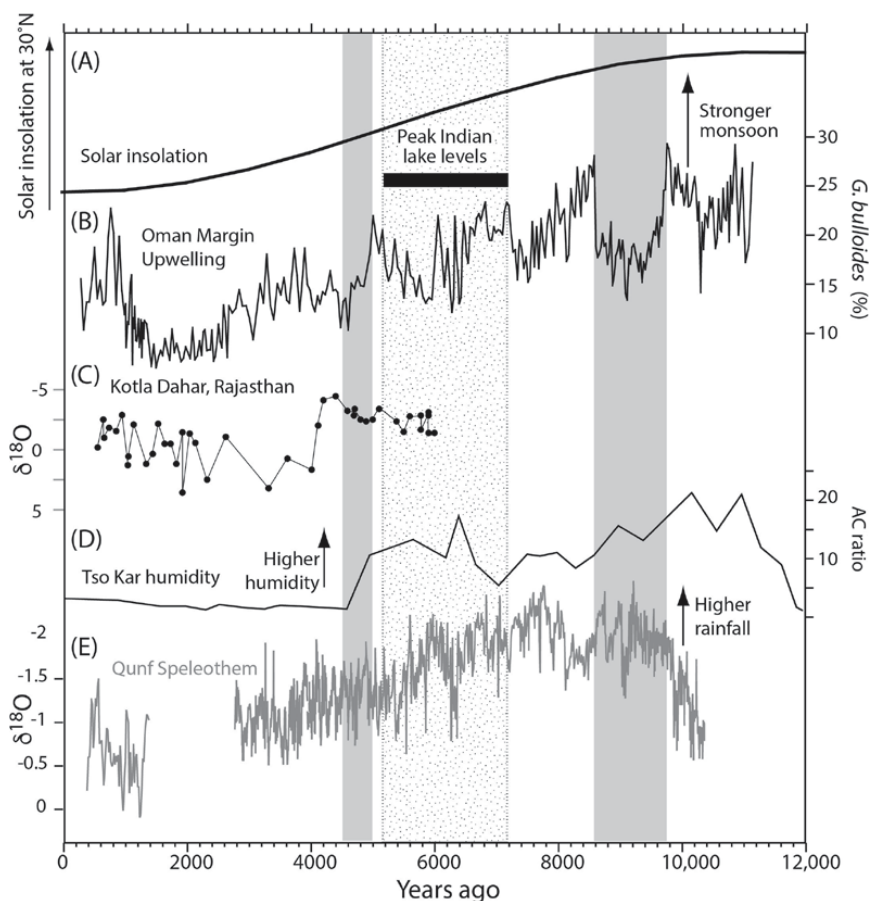 Solar insolation at 30°N
(A)
Solar insolation
Peak Indian
lake levels
Stronger
monsoon
30
25
20
15
10
G. bulloides (%)
(B)
Oman Margin
Upwelling
(C)
Kotla Dahar, Rajasthan
-5
0
5
δ18O
(D)
Tso Kar humidity
Higher
humidity
20
10
AC ratio
(E)
Qunf Speleothem
Higher
rainfall
-2
-1.5
-1
-0.5
0
δ18O
0
2000
4000
6000
8000
10,000
12,000
Years ago